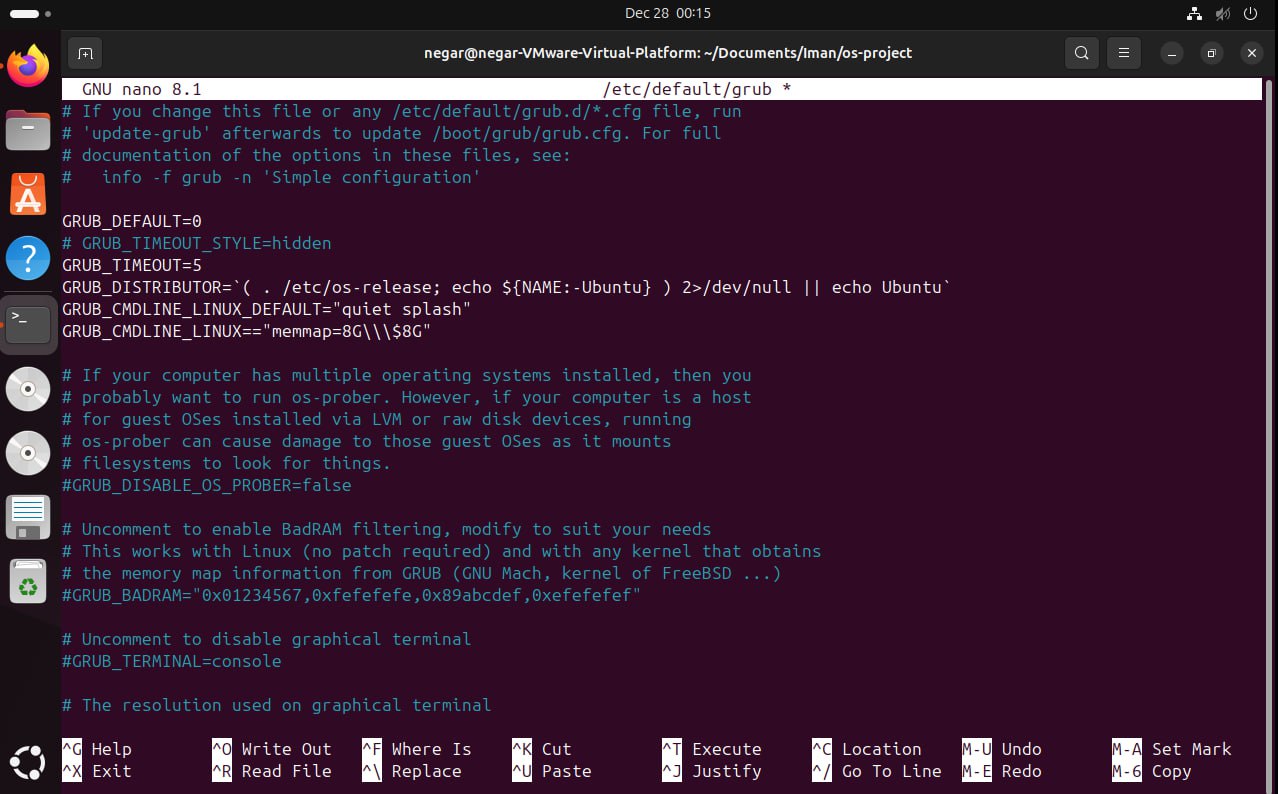 Dec 28 00:15
negar@negar-VMware-Virtual-Platform: ~/Documents/Iman/os-project
GNU nano 8.1 /etc/default/grub *
# If you change this file or any /etc/default/grub.d/*.cfg file, run
# 'update-grub' afterwards to update /boot/grub/grub.cfg. For full
# documentation of the options in these files, see:
#   info -f grub -n 'Simple configuration'

GRUB_DEFAULT=0
# GRUB_TIMEOUT_STYLE=hidden
GRUB_TIMEOUT=5
GRUB_DISTRIBUTOR=`( . /etc/os-release; echo ${NAME:-Ubuntu} ) 2>/dev/null || echo Ubuntu`
GRUB_CMDLINE_LINUX_DEFAULT="quiet splash"
GRUB_CMDLINE_LINUX=="memmap=8G\\\$8G"

# If your computer has multiple operating systems installed, then you
# probably want to run os-prober. However, if your computer is a host
# for guest OSes installed via LVM or raw disk devices, running
# os-prober can cause damage to those guest OSes as it mounts
# filesystems to look for things.
#GRUB_DISABLE_OS_PROBER=false

# Uncomment to enable BadRAM filtering, modify to suit your needs
# This works with Linux (no patch required) and with any kernel that obtains
# the memory map information from GRUB (GNU Mach, kernel of FreeBSD ...)
#GRUB_BADRAM="0x01234567,0xfefefefe,0x89abcdef,0xefefefef"

# Uncomment to disable graphical terminal
#GRUB_TERMINAL=console

# The resolution used on graphical terminal

^G Help ^O Write Out ^F Where Is ^K Cut ^T Execute ^C Location M-U Undo M-A Set Mark
^X Exit ^R Read File ^\ Replace ^U Paste ^J Justify ^/ Go To Line M-E Redo M-6 Copy